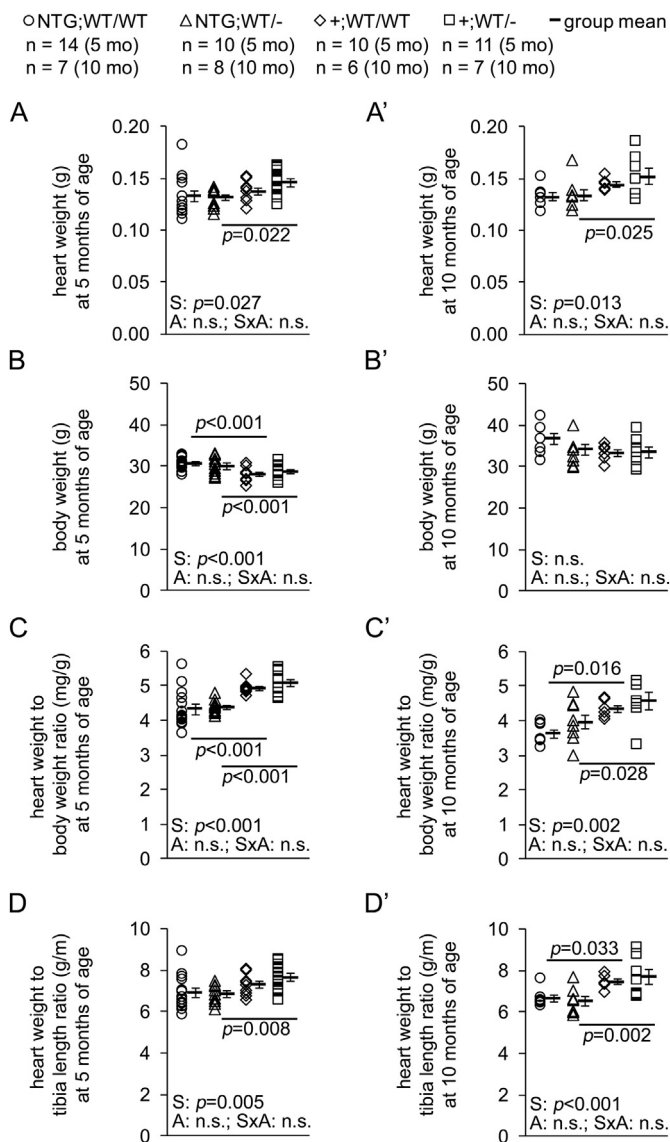 ○NTG;WT/WT △NTG;WT/- ◇+;WT/WT □+;WT/- group mean
n = 14 (5 mo) n = 10 (5 mo) n = 10 (5 mo) n = 11 (5 mo)
n = 7 (10 mo) n = 8 (10 mo) n = 6 (10 mo) n = 7 (10 mo)
A
heart weight (g)
at 5 months of age
0.20
0.15
0.10
0.05
0.00
p=0.022
S: p=0.027
A: n.s.; SxA: n.s.
A'
heart weight (g)
at 10 months of age
0.20
0.15
0.10
0.05
0.00
p=0.025
S: p=0.013
A: n.s.; SxA: n.s.
B
body weight (g)
at 5 months of age
50
40
30
20
10
0
p<0.001
p<0.001
S: p<0.001
A: n.s.; SxA: n.s.
B'
body weight (g)
at 10 months of age
50
40
30
20
10
0
S: n.s.
A: n.s.; SxA: n.s.
C
heart weight to
body weight ratio (mg/g)
at 5 months of age
6
5
4
3
2
1
0
p<0.001
p<0.001
S: p<0.001
A: n.s.; SxA: n.s.
C'
heart weight to
body weight ratio (mg/g)
at 10 months of age
6
5
4
3
2
1
0
p=0.016
p=0.028
S: p=0.002
A: n.s.; SxA: n.s.
D
heart weight to
tibia length ratio (g/m)
at 5 months of age
10
8
6
4
2
0
p=0.008
S: p=0.005
A: n.s.; SxA: n.s.
D'
heart weight to
tibia length ratio (g/m)
at 10 months of age
10
8
6
4
2
0
p=0.033
p=0.002
S: p<0.001
A: n.s.; SxA: n.s.